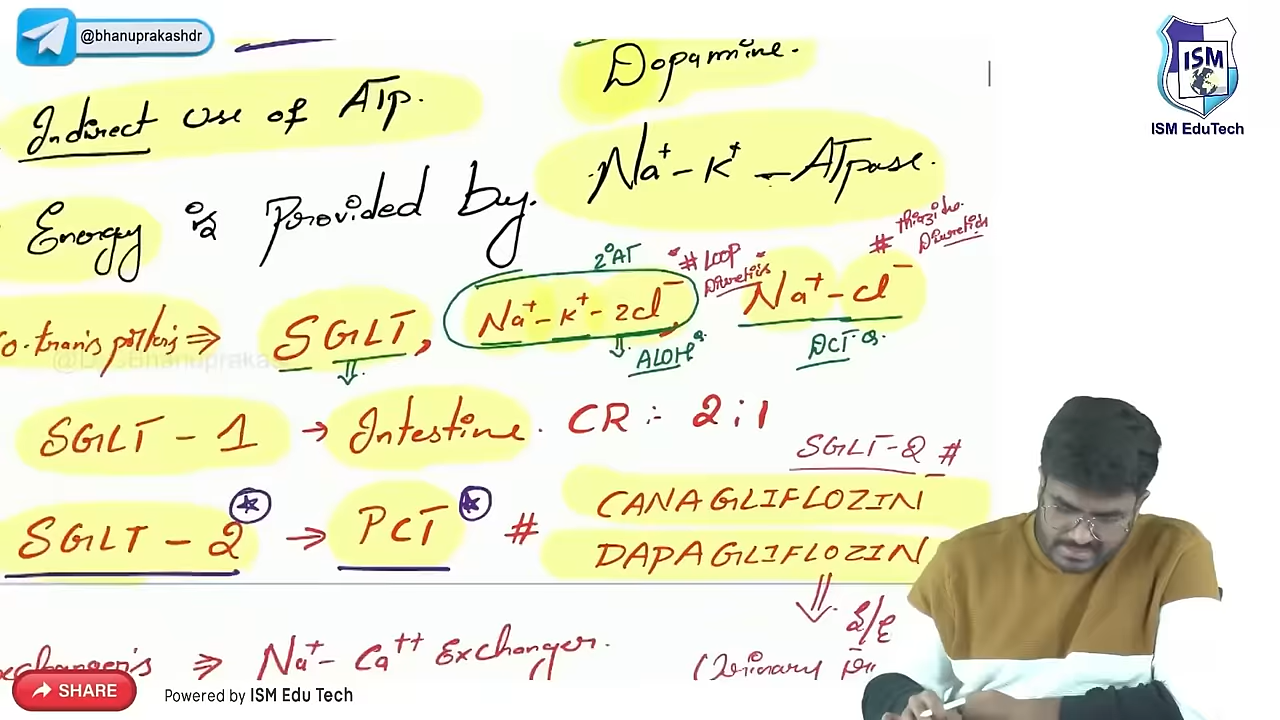 @bhanuprakashdr
ISM
ISM EduTech
Dopamine.
Indirect use of ATP.
Na+ - K+ - ATPase.
Energy is Provided by.
# Thiazide
Diuretics
2° AT
# LOOP
Diuretics
o-transporters ⇒ SGLT, Na+ - K+ - 2cl-, Na+ - cl-
⇓
⇓ ALOH
DCT
SGLT - 1 → Intestine. CR :- 2:1
SGLT-2 #
SGLT - 2 → PCT #
CANAGLIFLOZIN
DAPAGLIFLOZIN
⇓ S/E
xchangers ⇒ Na+ - Ca++ Exchanger.
(Urinary
SHARE
Powered by ISM Edu Tech